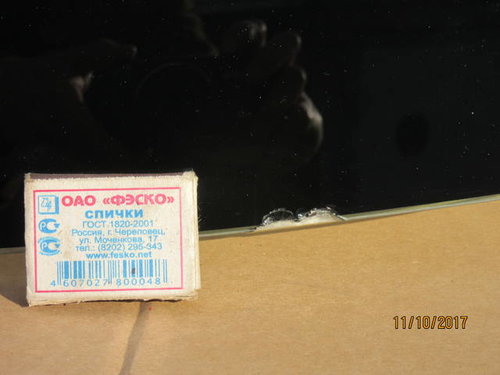 ОАО «ФЭСКО»
СПИЧКИ
ГОСТ 1820-2001
Россия, г. Череповец,
ул. Моченкова, 17
тел.: (8202) 295-343
www.fesko.net
4 607027 800048
11/10/2017